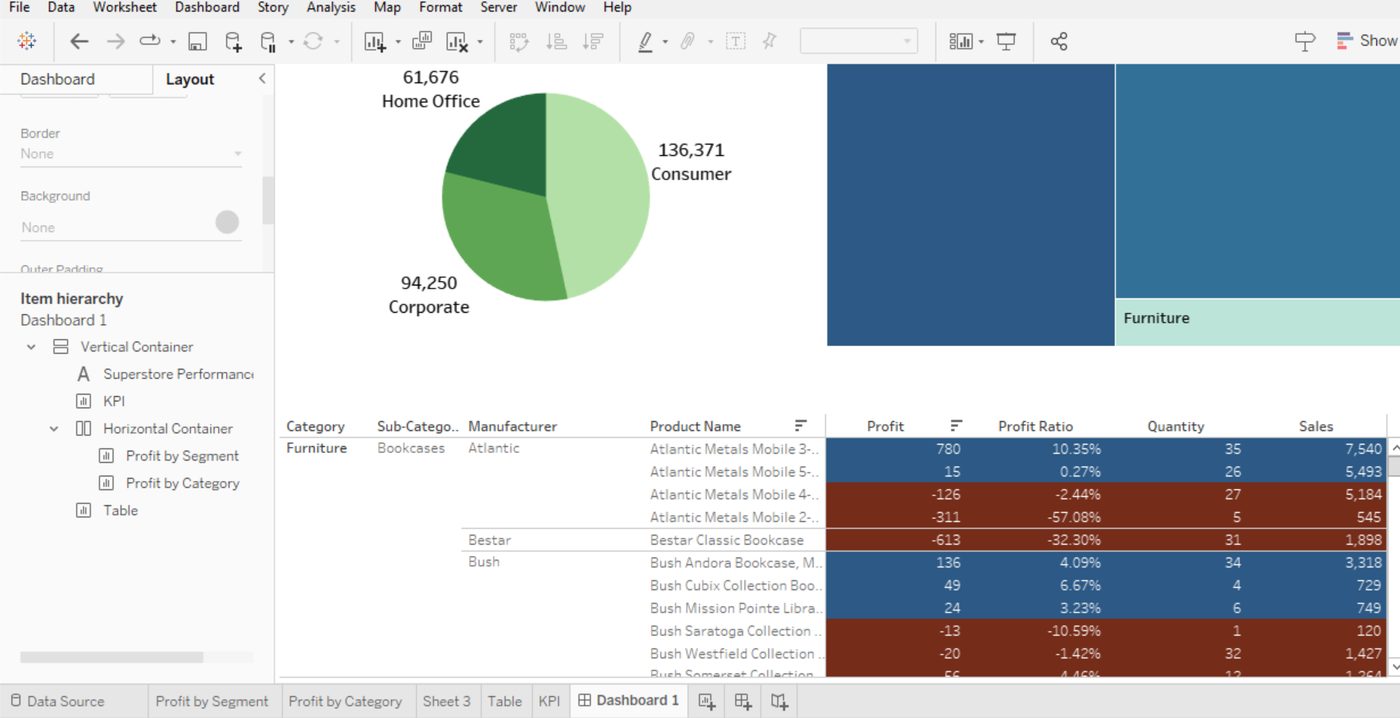 File Data Worksheet Dashboard Story Analysis Map Format Server Window Help
Show
Dashboard Layout
Border
None
Background
None
Outer Padding
Item hierarchy
Dashboard 1
Vertical Container
Superstore Performance
KPI
Horizontal Container
Profit by Segment
Profit by Category
Table
61,676
Home Office
136,371
Consumer
94,250
Corporate
Furniture
Category Sub-Catego.. Manufacturer Product Name Profit Profit Ratio Quantity Sales
Furniture Bookcases Atlantic Atlantic Metals Mobile 3-.. 780 10.35% 35 7,540
Atlantic Metals Mobile 5-.. 15 0.27% 26 5,493
Atlantic Metals Mobile 4-.. -126 -2.44% 27 5,184
Atlantic Metals Mobile 2-.. -311 -57.08% 5 545
Bestar Bestar Classic Bookcase -613 -32.30% 31 1,898
Bush Bush Andora Bookcase, M.. 136 4.09% 34 3,318
Bush Cubix Collection Boo.. 49 6.67% 4 729
Bush Mission Pointe Libra.. 24 3.23% 6 749
Bush Saratoga Collection .. -13 -10.59% 1 120
Bush Westfield Collection .. -20 -1.42% 32 1,427
Bush Somerset Collection
Data Source Profit by Segment Profit by Category Sheet 3 Table KPI Dashboard 1